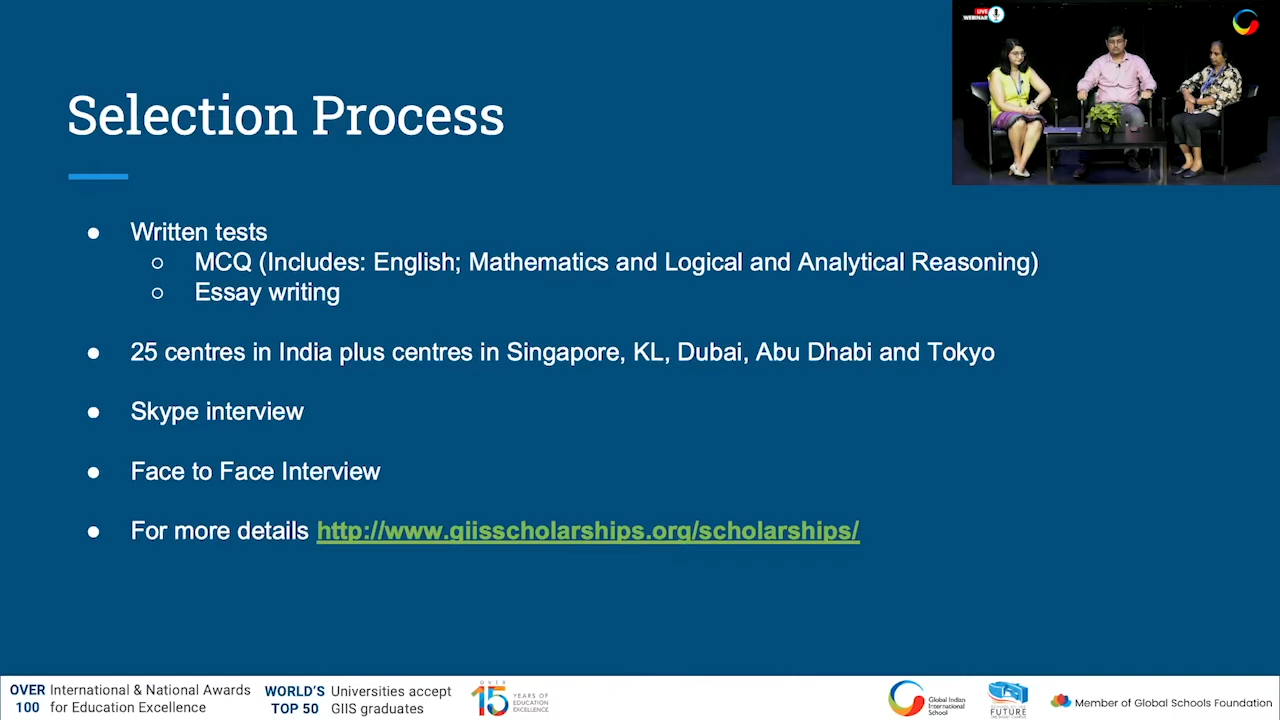 LIVE
WEBINAR
Selection Process
● Written tests
○ MCQ (Includes: English; Mathematics and Logical and Analytical Reasoning)
○ Essay writing
● 25 centres in India plus centres in Singapore, KL, Dubai, Abu Dhabi and Tokyo
● Skype interview
● Face to Face Interview
● For more details http://www.giisscholarships.org/scholarships/
OVER International & National Awards
100 for Education Excellence
WORLD'S Universities accept
TOP 50 GIIS graduates
OVER
15 YEARS OF
EDUCATION
EXCELLENCE
Global Indian
International
School
FUTURE
Member of Global Schools Foundation